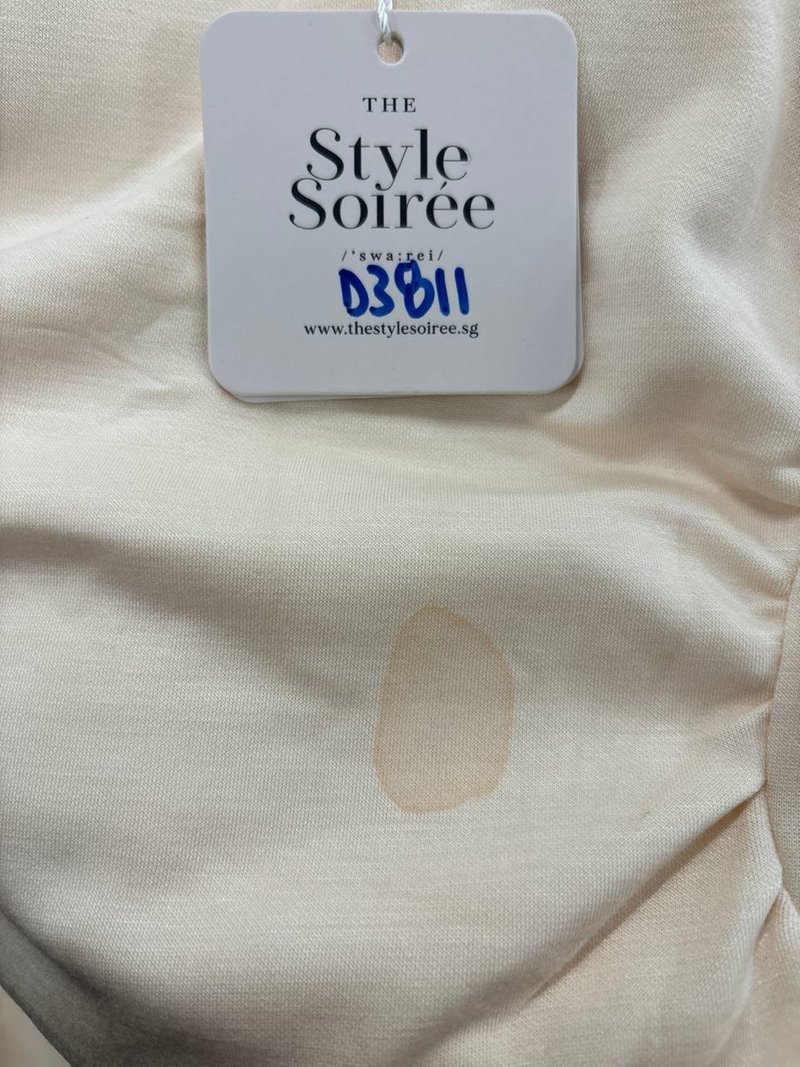 THE
Style
Soirée
/'swa:rei/
D3811
www.thestylesoiree.sg